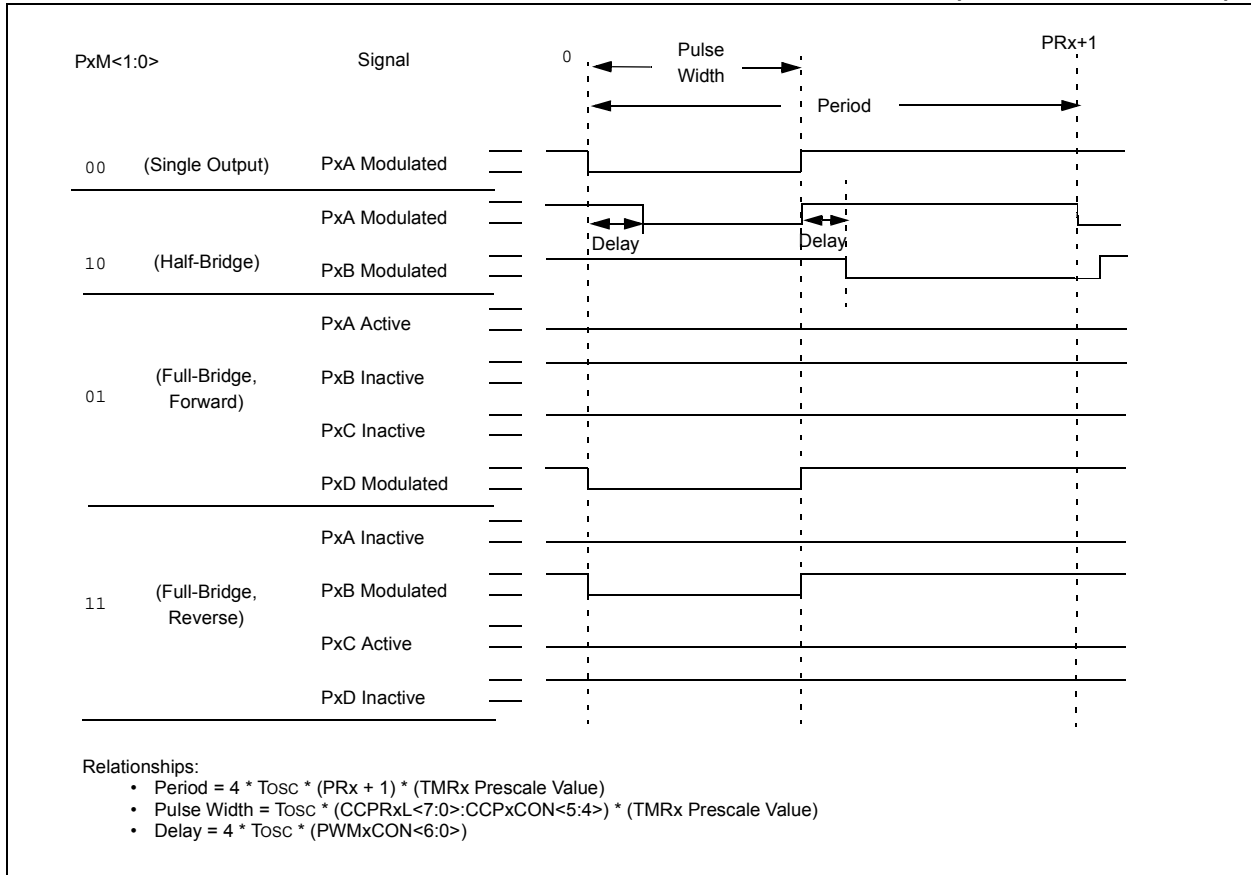 PxM<1:0>
Signal
0
Pulse
Width
PRx+1
Period
00
(Single Output)
PxA Modulated
10
(Half-Bridge)
PxA Modulated
Delay
Delay
PxB Modulated
01
(Full-Bridge,
Forward)
PxA Active
PxB Inactive
PxC Inactive
PxD Modulated
11
(Full-Bridge,
Reverse)
PxA Inactive
PxB Modulated
PxC Active
PxD Inactive
Relationships:
• Period = 4 * TOSC * (PRx + 1) * (TMRx Prescale Value)
• Pulse Width = TOSC * (CCPRxL<7:0>:CCPxCON<5:4>) * (TMRx Prescale Value)
• Delay = 4 * TOSC * (PWMxCON<6:0>)